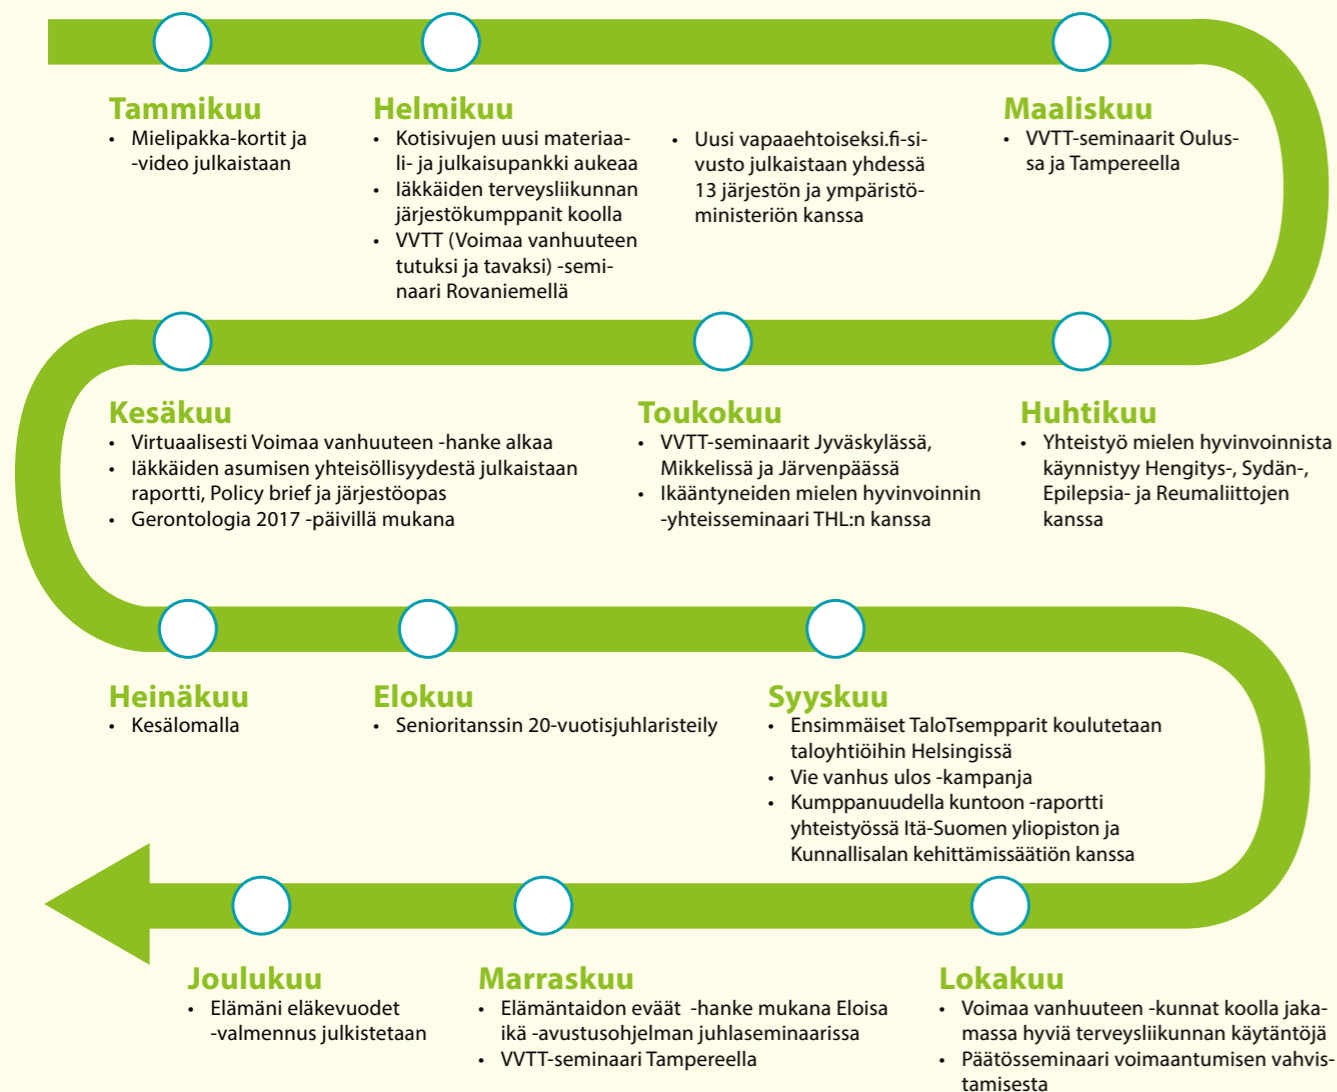 Tammikuu
• Mielipakka-kortit ja
-video julkaistaan
Helmikuu
• Kotisivujen uusi materiaa-
li- ja julkaisupankki aukeaa
• Iäkkäiden terveysliikunnan
järjestökumppanit koolla
• VVTT (Voimaa vanhuuteen
tutuksi ja tavaksi) -semi-
naari Rovaniemellä
• Uusi vapaaehtoiseksi.fi-si-
vusto julkaistaan yhdessä
13 järjestön ja ympäristö-
ministeriön kanssa
Maaliskuu
• VVTT-seminaarit Oulus-
sa ja Tampereella
Huhtikuu
• Yhteistyö mielen hyvinvoinnista
käynnistyy Hengitys-, Sydän-,
Epilepsia- ja Reumaliittojen
kanssa
Toukokuu
• VVTT-seminaarit Jyväskylässä,
Mikkelissä ja Järvenpäässä
• Ikääntyneiden mielen hyvinvoinnin
-yhteisseminaari THL:n kanssa
Kesäkuu
• Virtuaalisesti Voimaa vanhuuteen -hanke alkaa
• Iäkkäiden asumisen yhteisöllisyydestä julkaistaan
raportti, Policy brief ja järjestöopas
• Gerontologia 2017 -päivillä mukana
Heinäkuu
• Kesälomalla
Elokuu
• Senioritanssin 20-vuotisjuhlaristeily
Syyskuu
• Ensimmäiset TaloTsempparit koulutetaan
taloyhtiöihin Helsingissä
• Vie vanhus ulos -kampanja
• Kumppanuudella kuntoon -raportti
yhteistyössä Itä-Suomen yliopiston ja
Kunnallisalan kehittämissäätiön kanssa
Lokakuu
• Voimaa vanhuuteen -kunnat koolla jaka-
massa hyviä terveysliikunnan käytäntöjä
• Päätösseminaari voimaantumisen vahvis-
tamisesta
Marraskuu
• Elämäntaidon eväät -hanke mukana Eloisa
ikä -avustusohjelman juhlaseminaarissa
• VVTT-seminaari Tampereella
Joulukuu
• Elämäni eläkevuodet
-valmennus julkistetaan